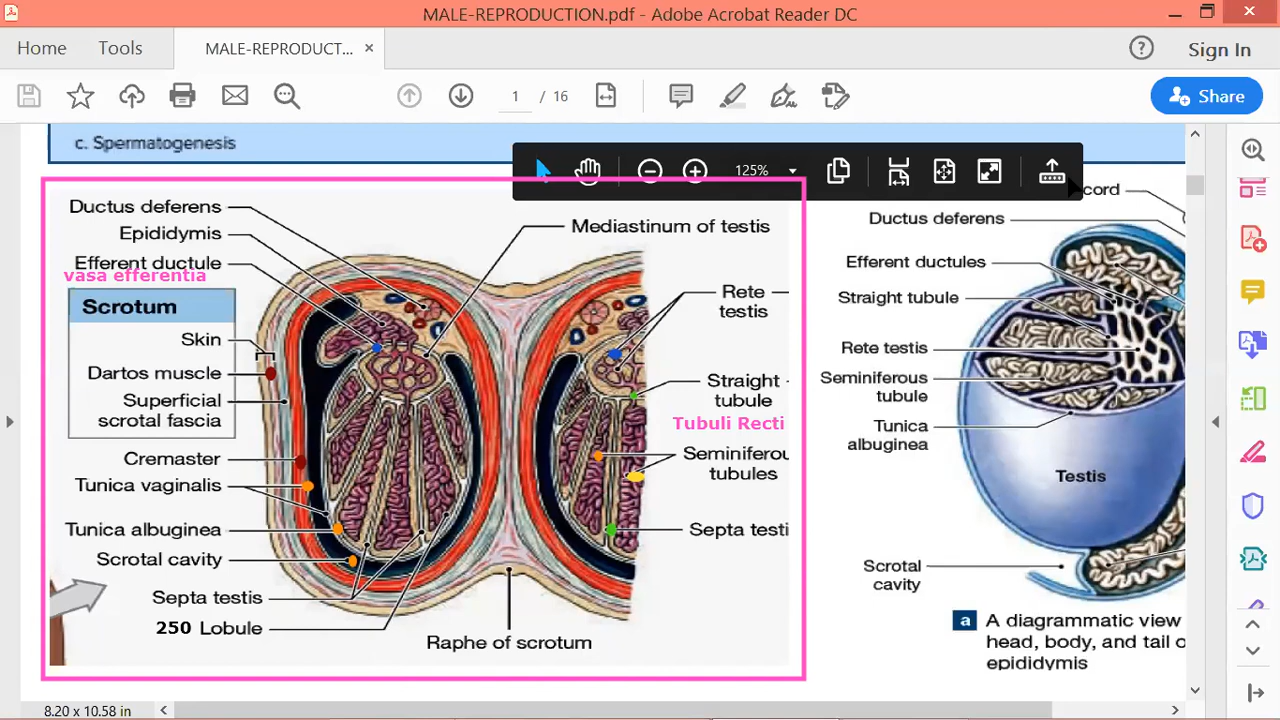 MALE-REPRODUCTION.pdf - Adobe Acrobat Reader DC
Home
Tools
MALE-REPRODUCT...
Sign In
1 / 16
Share
c. Spermatogenesis
125%
Ductus deferens
Epididymis
Efferent ductule
vasa efferentia
Scrotum
Skin
Dartos muscle
Superficial
scrotal fascia
Cremaster
Tunica vaginalis
Tunica albuginea
Scrotal cavity
Septa testis
250 Lobule
Raphe of scrotum
Mediastinum of testis
Rete
testis
Straight
tubule
Tubuli Recti
Seminiferou
tubules
Septa testi
cord
Ductus deferens
Efferent ductules
Straight tubule
Rete testis
Seminiferous
tubule
Tunica
albuginea
Testis
Scrotal
cavity
a A diagrammatic view
head, body, and tail o
epididymis
8.20 x 10.58 in